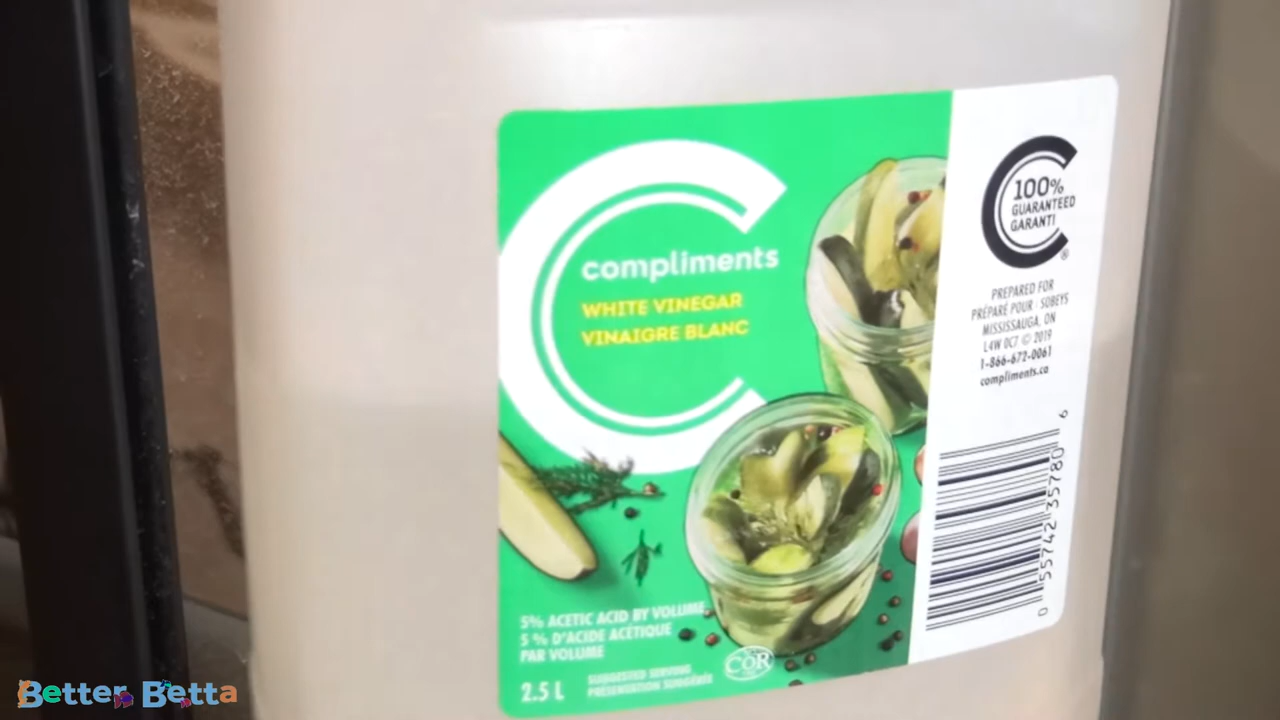 compliments
WHITE VINEGAR
VINAIGRE BLANC
5% ACETIC ACID BY VOLUME
5 % D'ACIDE ACÉTIQUE
PAR VOLUME
2.5 L
SUGGESTED SERVING
PRÉSENTATION SUGGÉRÉE
COR
100%
GUARANTEED
GARANTI
®
PREPARED FOR
PRÉPARÉ POUR : SOBEYS
MISSISSAUGA, ON
L4W 0C7 © 2019
1-866-672-0061
compliments.ca
0 55742 35780 6
Better Betta